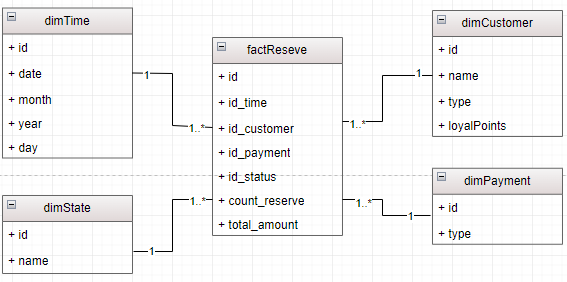 dimTime
+ id
+ date
+ month
+ year
+ day
1
1..*
factReseve
+ id
+ id_time
+ id_customer
+ id_payment
+ id_status
+ count_reserve
+ total_amount
dimCustomer
+ id
+ name
+ type
+ loyalPoints
1
1..*
dimState
+ id
+ name
1
1..*
dimPayment
+ id
+ type
1..*
1